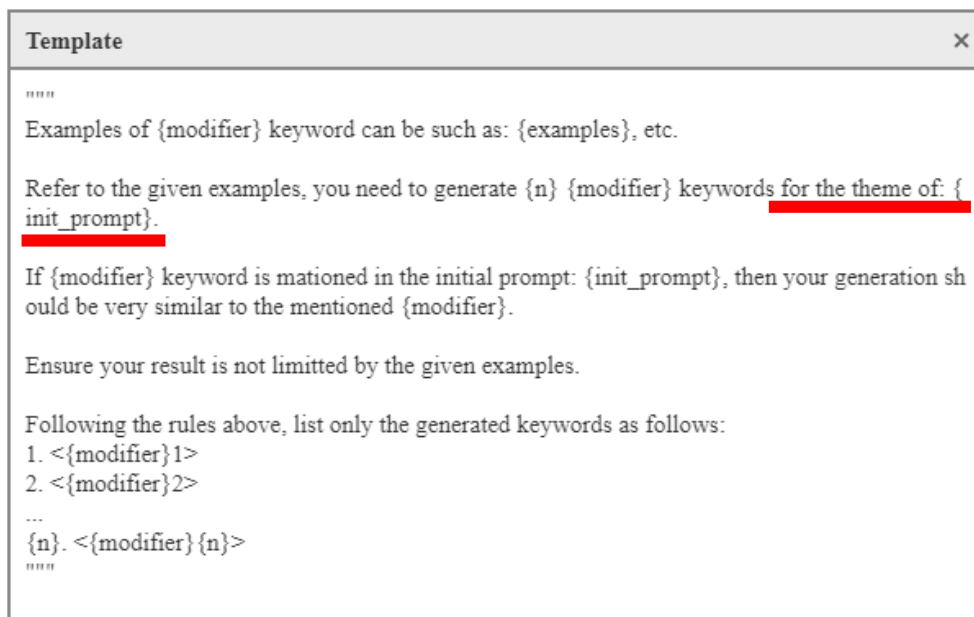 Template ×
"""
Examples of {modifier} keyword can be such as: {examples}, etc.
Refer to the given examples, you need to generate {n} {modifier} keywords for the theme of: {
init_prompt}.
If {modifier} keyword is mationed in the initial prompt: {init_prompt}, then your generation sh
ould be very similar to the mentioned {modifier}.
Ensure your result is not limitted by the given examples.
Following the rules above, list only the generated keywords as follows:
1. <{modifier}1>
2. <{modifier}2>
...
{n}. <{modifier}{n}>
"""